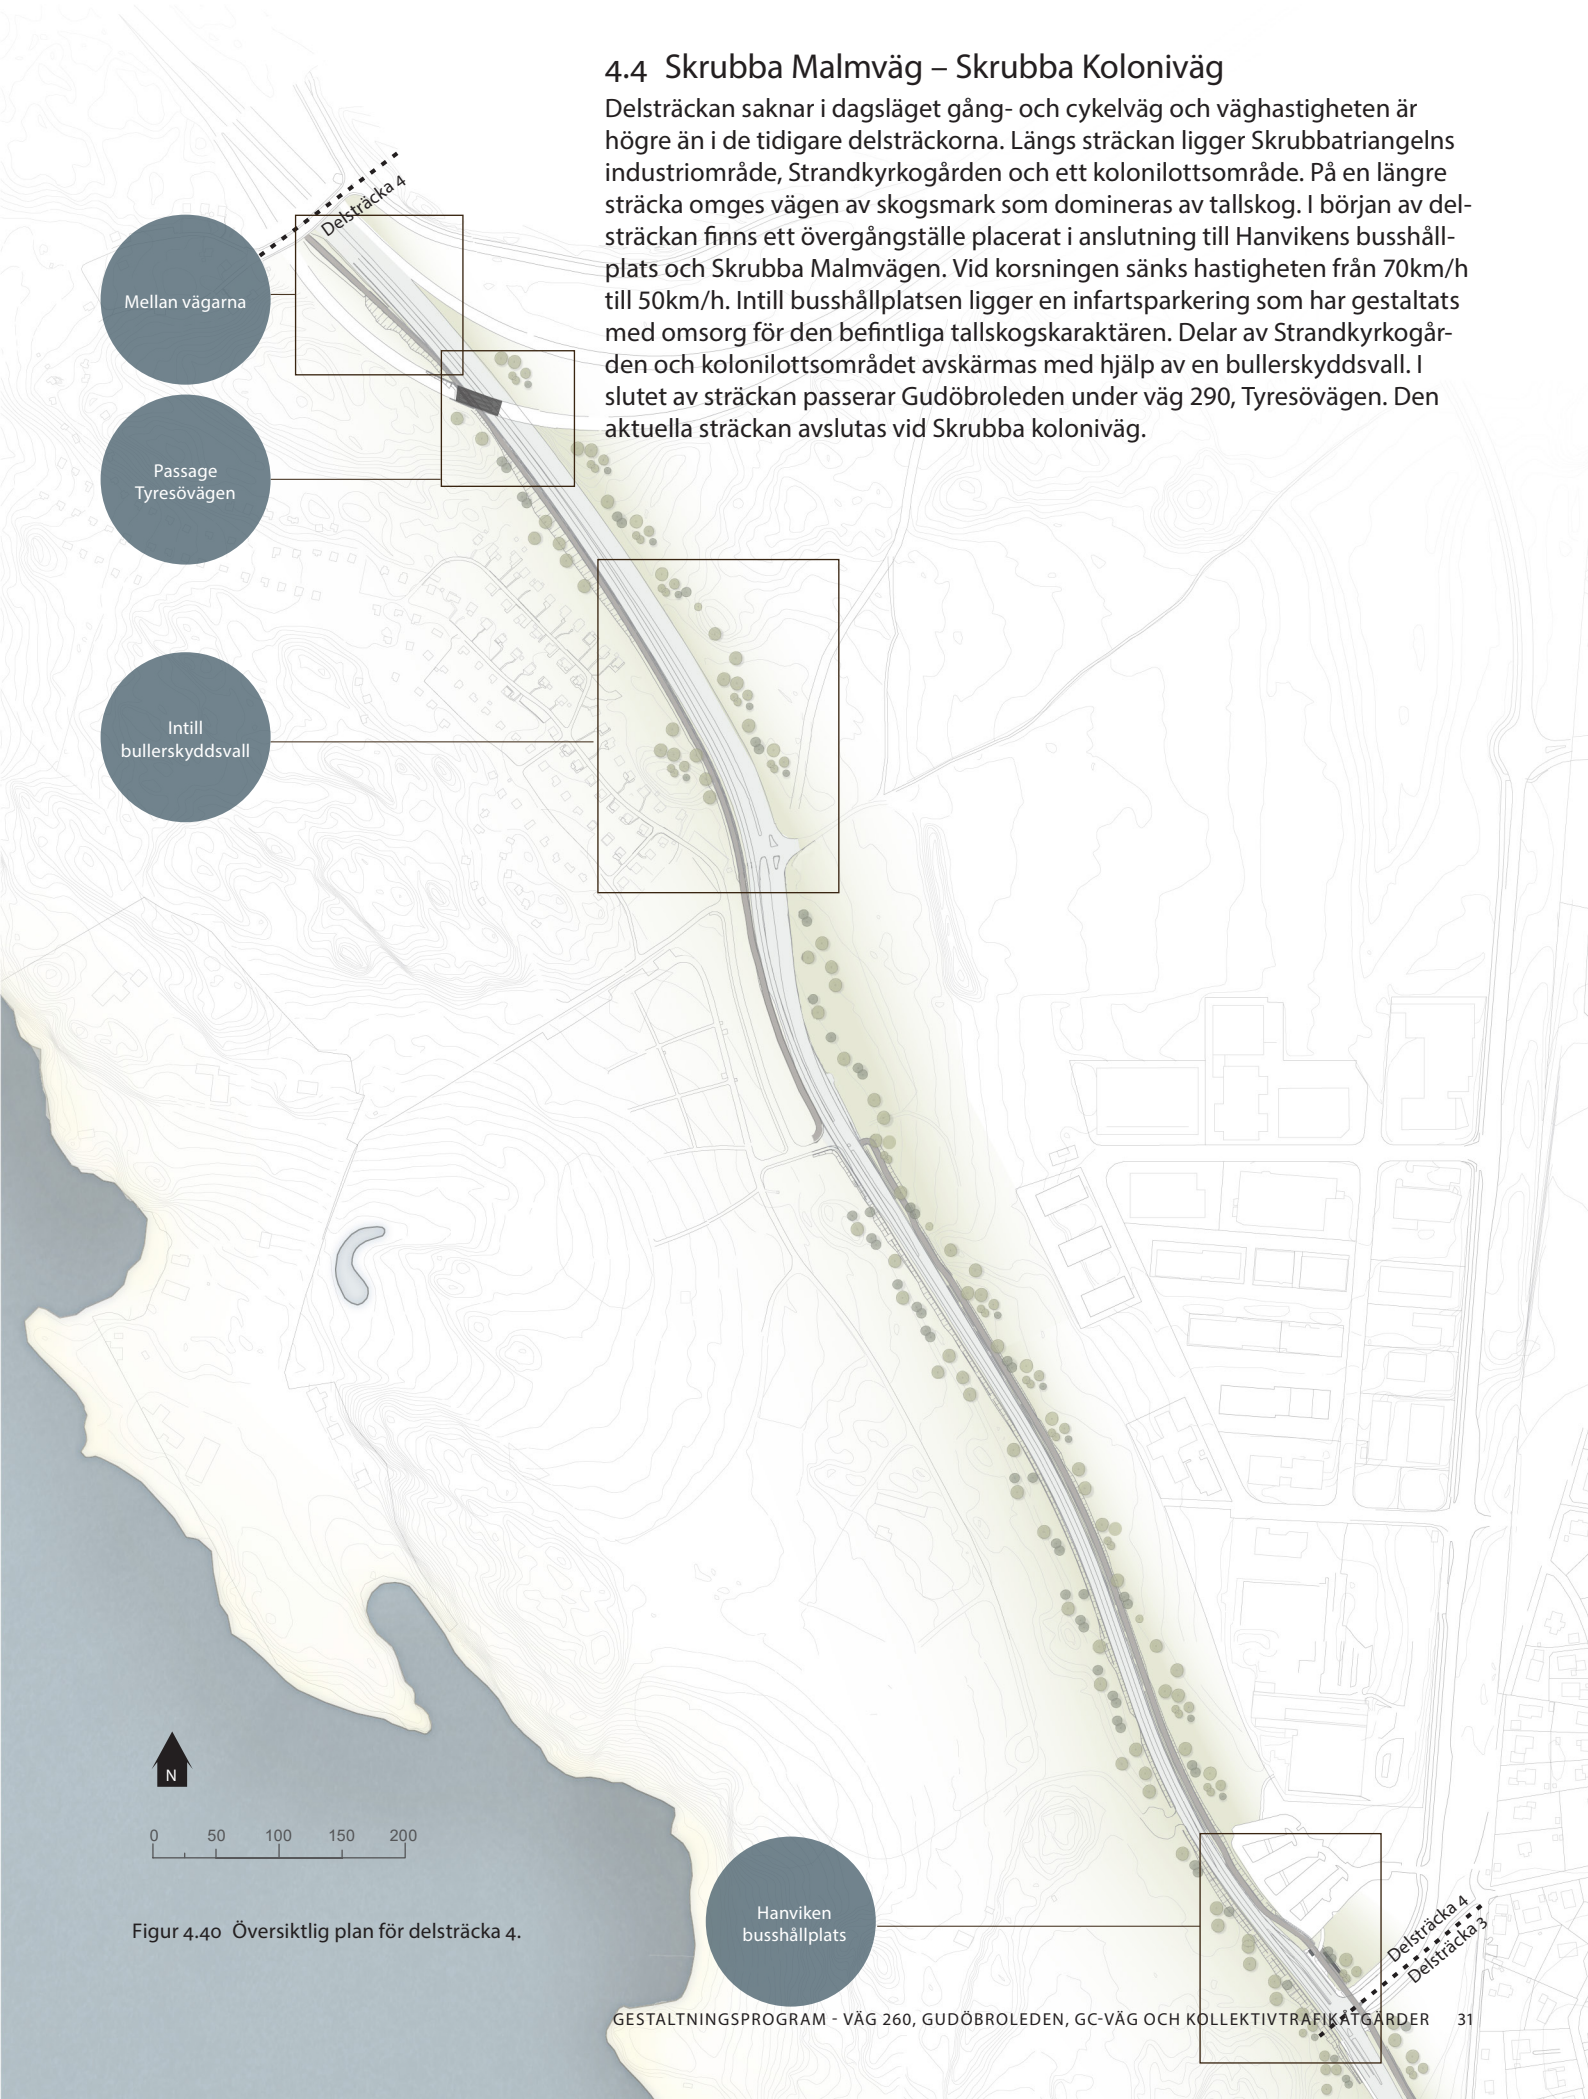 4.4 Skrubba Malmväg – Skrubba Koloniväg
Delsträckan saknar i dagsläget gång- och cykelväg och väghastigheten är
högre än i de tidigare delsträckorna. Längs sträckan ligger Skrubbatriangelns
industriområde, Strandkyrkogården och ett kolonilottsområde. På en längre
sträcka omges vägen av skogsmark som domineras av tallskog. I början av del-
sträckan finns ett övergångställe placerat i anslutning till Hanvikens busshåll-
plats och Skrubba Malmvägen. Vid korsningen sänks hastigheten från 70km/h
till 50km/h. Intill busshållplatsen ligger en infartsparkering som har gestaltats
med omsorg för den befintliga tallskogskaraktären. Delar av Strandkyrkogår-
den och kolonilottsområdet avskärmas med hjälp av en bullerskyddsvall. I
slutet av sträckan passerar Gudöbroleden under väg 290, Tyresövägen. Den
aktuella sträckan avslutas vid Skrubba koloniväg.
Delsträcka 4
Mellan vägarna
Passage
Tyresövägen
Intill
bullerskyddsvall
N
0 50 100 150 200
Figur 4.40 Översiktlig plan för delsträcka 4.
Hanviken
busshållplats
Delsträcka 4
Delsträcka 3
GESTALTNINGSPROGRAM - VÄG 260, GUDÖBROLEDEN, GC-VÄG OCH KOLLEKTIVTRAFIKÅTGÄRDER 31